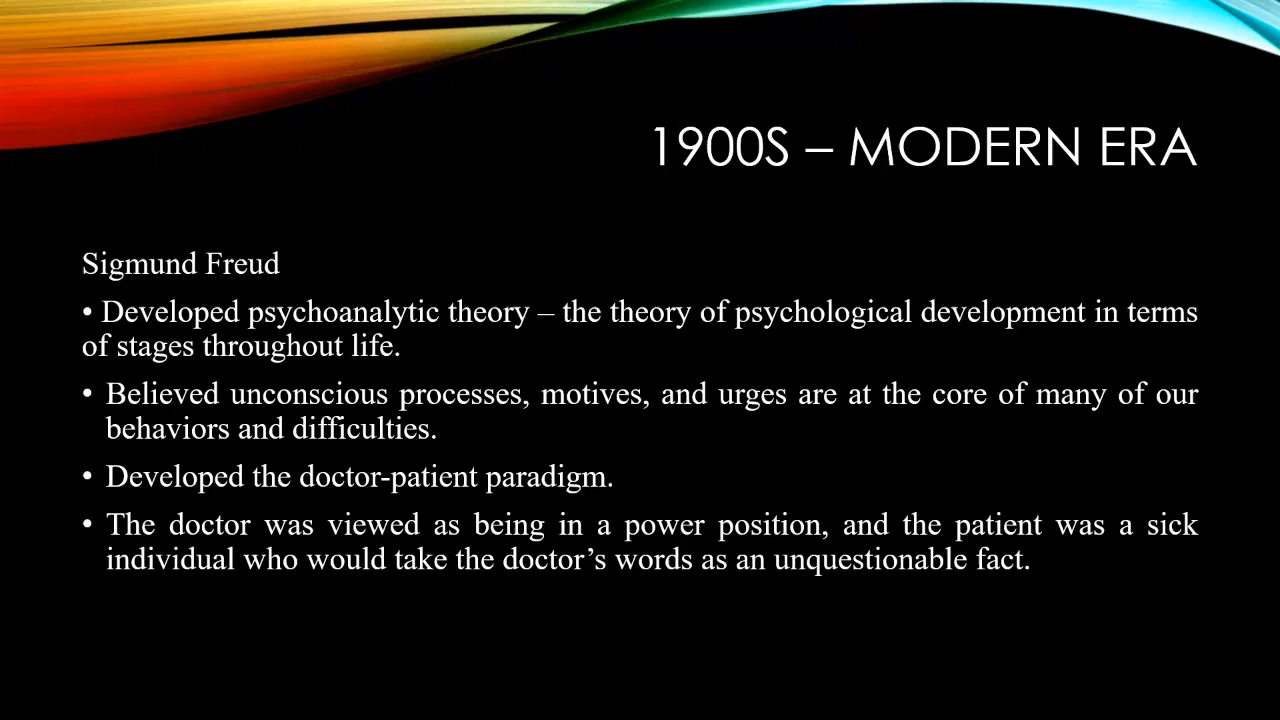 1900S – MODERN ERA
Sigmund Freud
• Developed psychoanalytic theory – the theory of psychological development in terms
of stages throughout life.
• Believed unconscious processes, motives, and urges are at the core of many of our
behaviors and difficulties.
• Developed the doctor-patient paradigm.
• The doctor was viewed as being in a power position, and the patient was a sick
individual who would take the doctor’s words as an unquestionable fact.